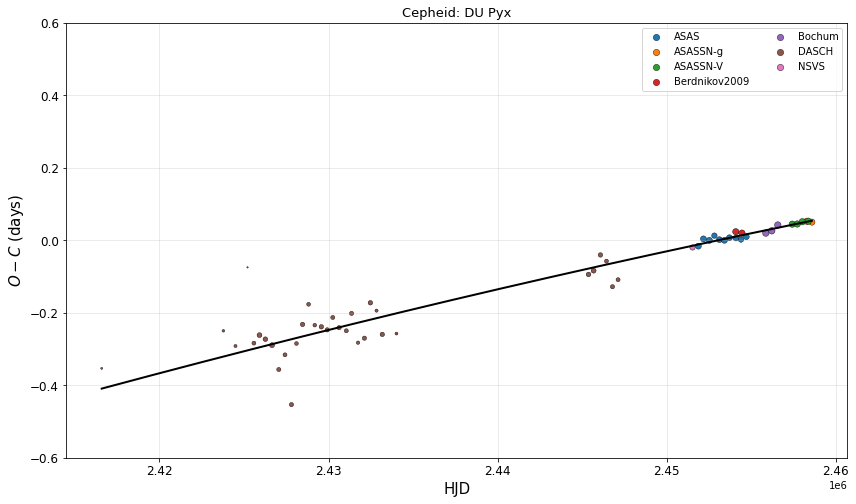 Cepheid: DU Pyx
0.6
0.4
0.2
0.0
−0.2
−0.4
−0.6
O − C (days)
ASAS
ASASSN-g
ASASSN-V
Berdnikov2009
Bochum
DASCH
NSVS
2.42
2.43
2.44
2.45
2.46
1e6
HJD